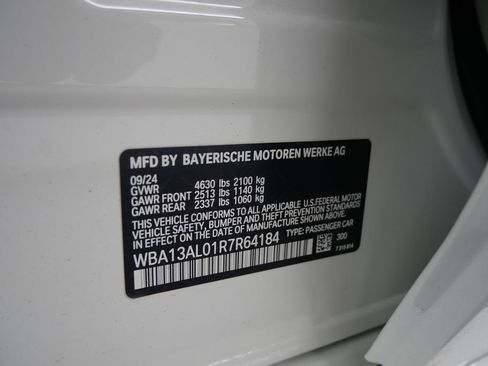 MFD BY BAYERISCHE MOTOREN WERKE AG
09/24
GVWR 4630 lbs 2100 kg
GAWR FRONT 2513 lbs 1140 kg
GAWR REAR 2337 lbs 1060 kg
THIS VEHICLE CONFORMS TO ALL APPLICABLE U.S. FEDERAL MOTOR
VEHICLE SAFETY, BUMPER, AND THEFT PREVENTION STANDARDS IN
EFFECT ON THE DATE OF MANUFACTURE SHOWN ABOVE.
WBA13AL01R7R64184 TYPE: PASSENGER CAR
300